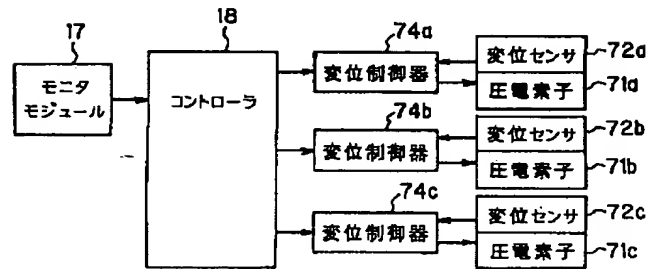 17
モニタ
モジュール
18
コントローラ
74a
変位制御器
変位センサ
72a
圧電素子
71a
74b
変位制御器
変位センサ
72b
圧電素子
71b
74c
変位制御器
変位センサ
72c
圧電素子
71c